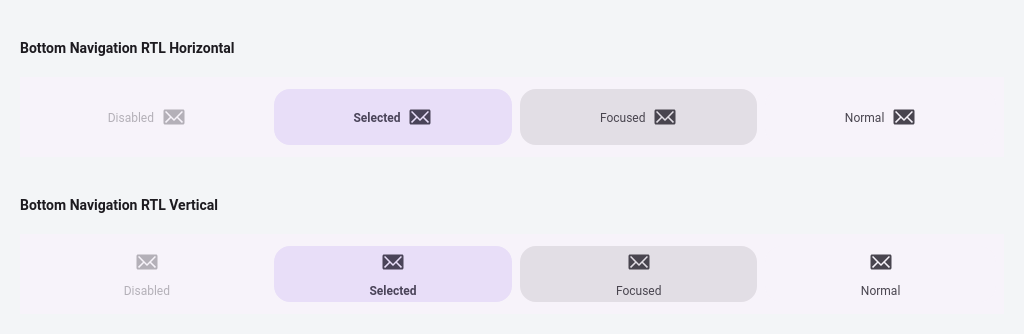 Bottom Navigation RTL Horizontal
Disabled
Selected
Focused
Normal
Bottom Navigation RTL Vertical
Disabled
Selected
Focused
Normal